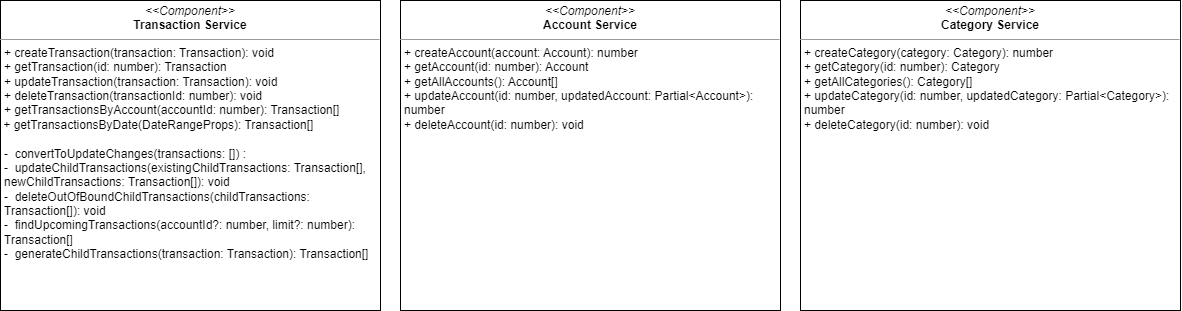 <<Component>>
Transaction Service
+ createTransaction(transaction: Transaction): void
+ getTransaction(id: number): Transaction
+ updateTransaction(transaction: Transaction): void
+ deleteTransaction(transactionId: number): void
+ getTransactionsByAccount(accountId: number): Transaction[]
+ getTransactionsByDate(DateRangeProps): Transaction[]
- convertToUpdateChanges(transactions: []) :
- updateChildTransactions(existingChildTransactions: Transaction[],
newChildTransactions: Transaction[]): void
- deleteOutOfBoundChildTransactions(childTransactions:
Transaction[]): void
- findUpcomingTransactions(accountId?: number, limit?: number):
Transaction[]
- generateChildTransactions(transaction: Transaction): Transaction[]
<<Component>>
Account Service
+ createAccount(account: Account): number
+ getAccount(id: number): Account
+ getAllAccounts(): Account[]
+ updateAccount(id: number, updatedAccount: Partial<Account>):
number
+ deleteAccount(id: number): void
<<Component>>
Category Service
+ createCategory(category: Category): number
+ getCategory(id: number): Category
+ getAllCategories(): Category[]
+ updateCategory(id: number, updatedCategory: Partial<Category>):
number
+ deleteCategory(id: number): void